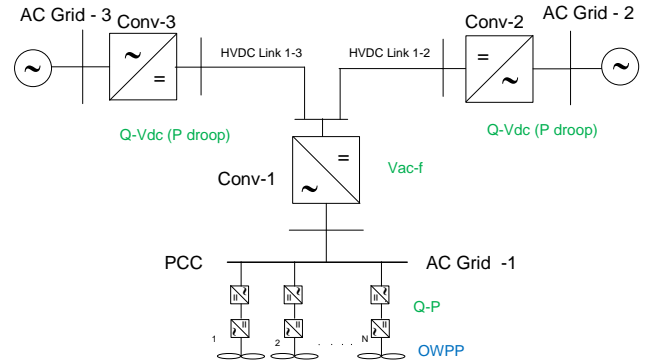 AC Grid - 3
Conv-3
Conv-2
AC Grid - 2
HVDC Link 1-3
HVDC Link 1-2
~
~
=
=
~
~
Q-Vdc (P droop)
Q-Vdc (P droop)
=
Vac-f
Conv-1
~
PCC
AC Grid -1
Q-P
1
2
. . . .
N
OWPP